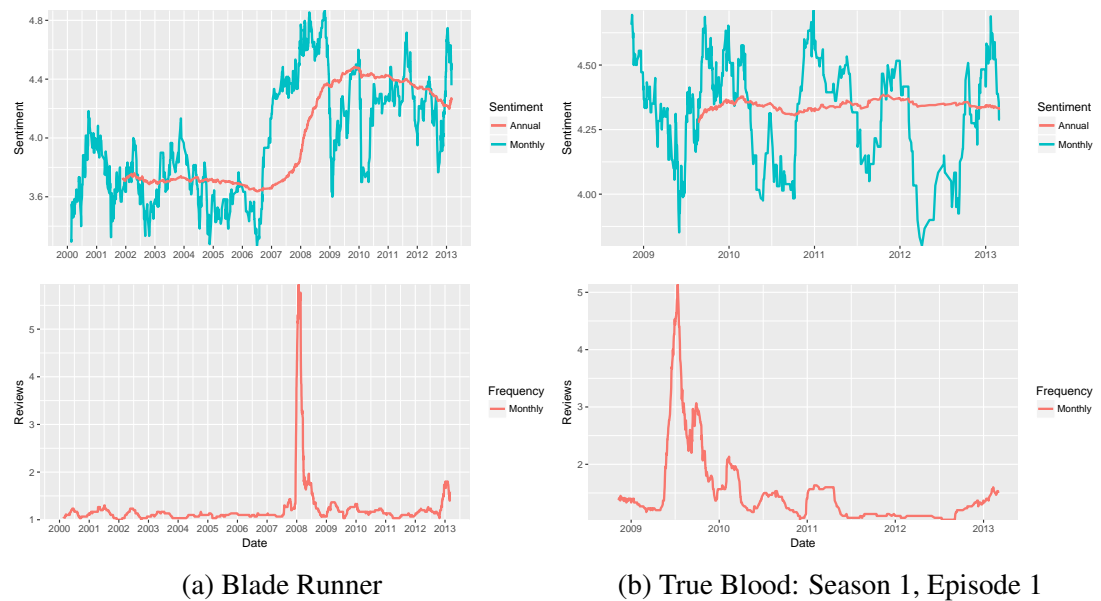 4.8
4.4
4.0
3.6
Sentiment
2000 2001 2002 2003 2004 2005 2006 2007 2008 2009 2010 2011 2012 2013
Sentiment
Annual
Monthly
4.50
4.25
4.00
Sentiment
2009 2010 2011 2012 2013
Sentiment
Annual
Monthly
5
4
3
2
1
Reviews
2000 2001 2002 2003 2004 2005 2006 2007 2008 2009 2010 2011 2012 2013
Date
Frequency
Monthly
5
4
3
2
Reviews
2009 2010 2011 2012 2013
Date
Frequency
Monthly
(a) Blade Runner
(b) True Blood: Season 1, Episode 1